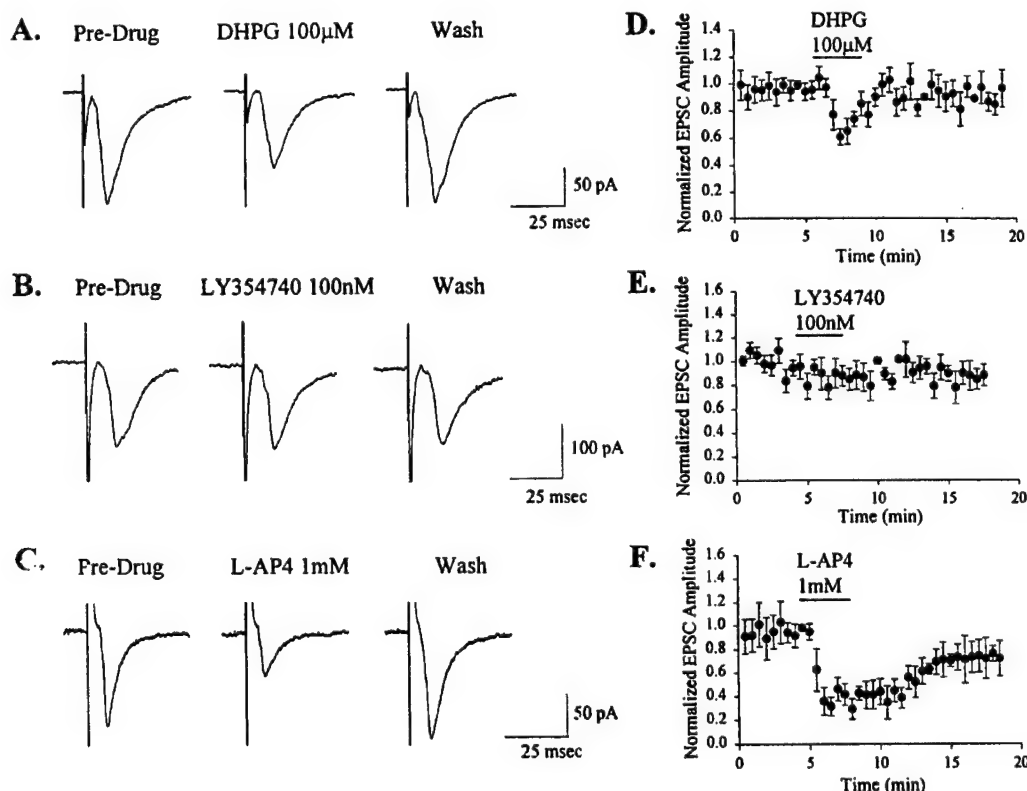 A.
Pre-Drug
DHPG 100μM
Wash
50 pA
25 msec
D.
DHPG
100μM
Normalized EPSC Amplitude
1.4
1.2
1.0
0.8
0.6
0.4
0.2
0.0
0 5 10 15 20
Time (min)
B.
Pre-Drug
LY354740 100nM
Wash
100 pA
25 msec
E.
LY354740
100nM
Normalized EPSC Amplitude
1.6
1.4
1.2
1.0
0.8
0.6
0.4
0.2
0.0
0 5 10 15 20
Time (min)
C.
Pre-Drug
L-AP4 1mM
Wash
50 pA
25 msec
F.
L-AP4
1mM
Normalized EPSC Amplitude
1.6
1.4
1.2
1.0
0.8
0.6
0.4
0.2
0.0
0 5 10 15 20
Time (min)